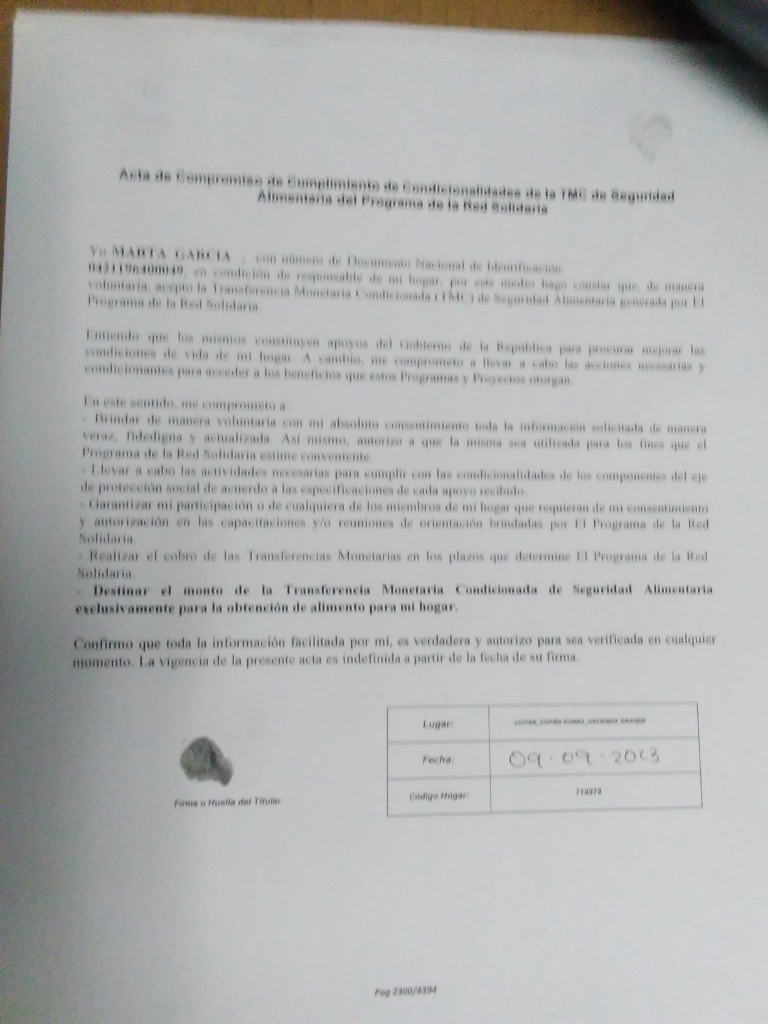 Acta de Compromiso de Cumplimiento de Condicionalidades de la TMC de Seguridad
Alimentaria del Programa de la Red Solidaria
Yo MARTA GARCIA , con número de Documento Nacional de Identificación
en condición de responsable de mi hogar, por este medio hago constar que, de manera
voluntaria, acepto la Transferencia Monetaria Condicionada (TMC) de Seguridad Alimentaria generada por El
Programa de la Red Solidaria.
Entiendo que los mismos constituyen apoyos del Gobierno de la República para procurar mejorar las
condiciones de vida de mi hogar. A cambio, me comprometo a llevar a cabo las acciones necesarias y
condicionantes para acceder a los beneficios que estos Programas y Proyectos otorgan.
En este sentido, me comprometo a
- Brindar de manera voluntaria con mi absoluto consentimiento toda la información solicitada de manera
veraz, fidedigna y actualizada. Así mismo, autorizo a que la misma sea utilizada para los fines que el
Programa de la Red Solidaria estime conveniente.
- Llevar a cabo las actividades necesarias para cumplir con las condicionalidades de los componentes del eje
de protección social de acuerdo a las especificaciones de cada apoyo recibido.
- Garantizar mi participación o de cualquiera de los miembros de mi hogar que requieran de mi consentimiento
y autorización en las capacitaciones y/o reuniones de orientación brindadas por El Programa de la Red
Solidaria.
- Realizar el cobro de las Transferencias Monetarias en los plazos que determine El Programa de la Red
Solidaria.
- Destinar el monto de la Transferencia Monetaria Condicionada de Seguridad Alimentaria
exclusivamente para la obtención de alimento para mi hogar.
Confirmo que toda la información facilitada por mí, es verdadera y autorizo para sea verificada en cualquier
momento. La vigencia de la presente acta es indefinida a partir de la fecha de su firma.
Lugar: COPÁN_COPÁN RUINAS_HACIENDA GRANDE
Fecha: 09-09-2023
Código Hogar:
Firma o Huella del Titular
Pag 2300/4394